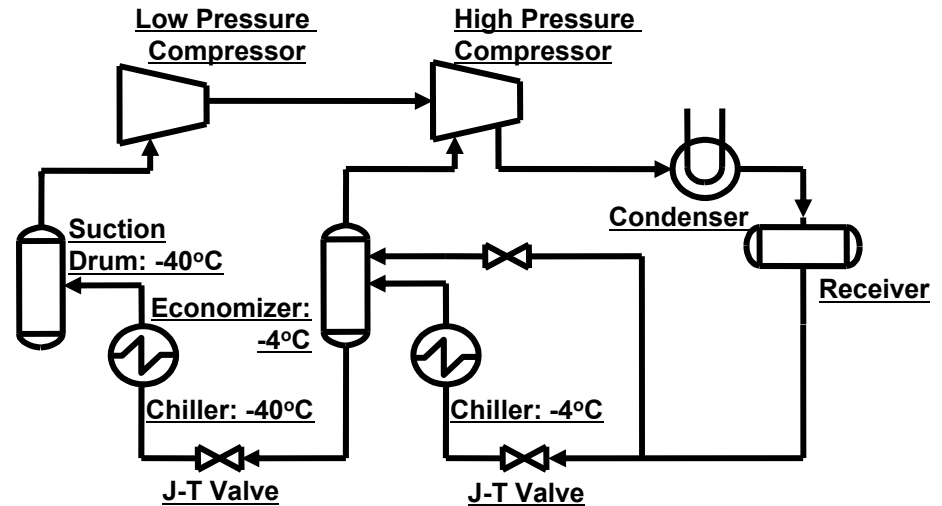 Low Pressure
Compressor
High Pressure
Compressor
Condenser
Suction
Drum: -40°C
Receiver
Economizer:
-4°C
Chiller: -40°C
Chiller: -4°C
J-T Valve
J-T Valve